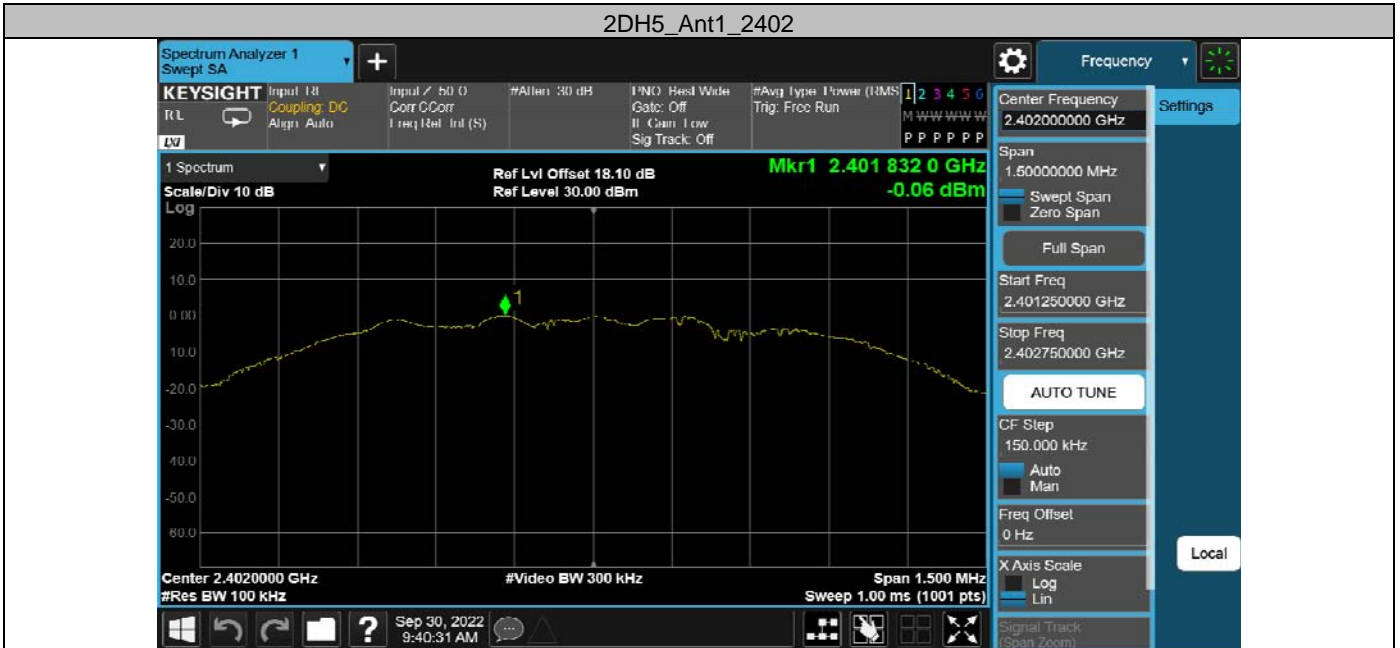 2DH5_Ant1_2402
Spectrum Analyzer 1
Swept SA
Frequency
KEYSIGHT
RL
LXI
Coupling: DC
Align: Auto
Corr CCorr
Freq Ref: Int (S)
#Atten: 30 dB
PNO: Best Wide
Gate: Off
IF Gain: Low
Sig Track: Off
#Avg Type: Power (RMS
Trig: Free Run
1 2 3 4 5 6
M W W W W W
P P P P P P
Center Frequency
2.402000000 GHz
Settings
1 Spectrum
Scale/Div 10 dB
Ref Lvl Offset 18.10 dB
Ref Level 30.00 dBm
Mkr1 2.401 832 0 GHz
-0.06 dBm
Span
1.50000000 MHz
Swept Span
Zero Span
Full Span
Start Freq
2.401250000 GHz
Stop Freq
2.402750000 GHz
AUTO TUNE
CF Step
150.000 kHz
Auto
Man
Freq Offset
0 Hz
X Axis Scale
Log
Lin
Signal Track
(Span Zoom)
Local
Log
20.0
10.0
0.00
10.0
-20.0
-30.0
40.0
-50.0
60.0
1
Center 2.4020000 GHz
#Res BW 100 kHz
#Video BW 300 kHz
Span 1.500 MHz
Sweep 1.00 ms (1001 pts)
?
Sep 30, 2022
9:40:31 AM